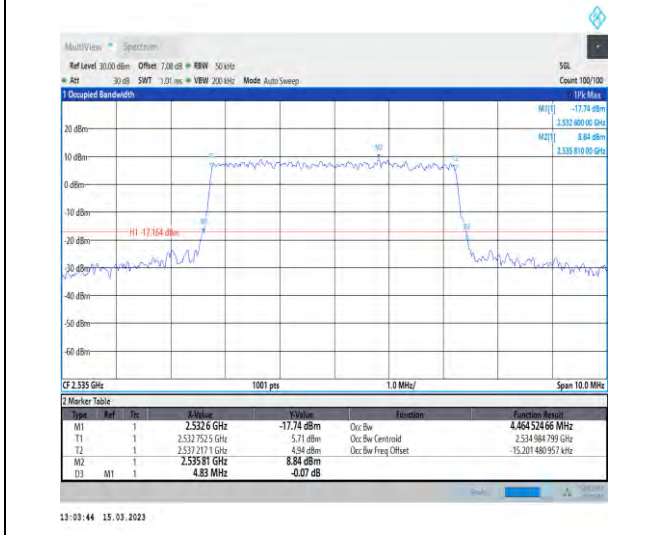 MultiView Spectrum
Ref Level 30.00 dBm Offset 7.08 dB RBW 50 kHz SGL
Att 30 dB SWT 1.01 ms VBW 200 kHz Mode Auto Sweep Count 100/100
1 Occupied Bandwidth 1Pk Max
M1[1] -17.74 dBm
2.532 600 00 GHz
M2[1] 8.84 dBm
2.535 810 00 GHz
20 dBm
10 dBm
0 dBm
-10 dBm
H1 -17.164 dBm
-20 dBm
-30 dBm
-40 dBm
-50 dBm
-60 dBm
M2
T2
M1
CF 2.535 GHz 1001 pts 1.0 MHz/ Span 10.0 MHz
2 Marker Table
Type Ref Trc X-Value Y-Value Function Function Result
M1 1 2.5326 GHz -17.74 dBm Occ Bw 4.464 524 66 MHz
T1 1 2.532 752 5 GHz 5.71 dBm Occ Bw Centroid 2.534 984 799 GHz
T2 1 2.537 217 1 GHz 4.94 dBm Occ Bw Freq Offset -15.201 480 957 kHz
M2 1 2.535 81 GHz 8.84 dBm
D3 M1 1 4.83 MHz -0.07 dB
13:03:44 15.03.2023